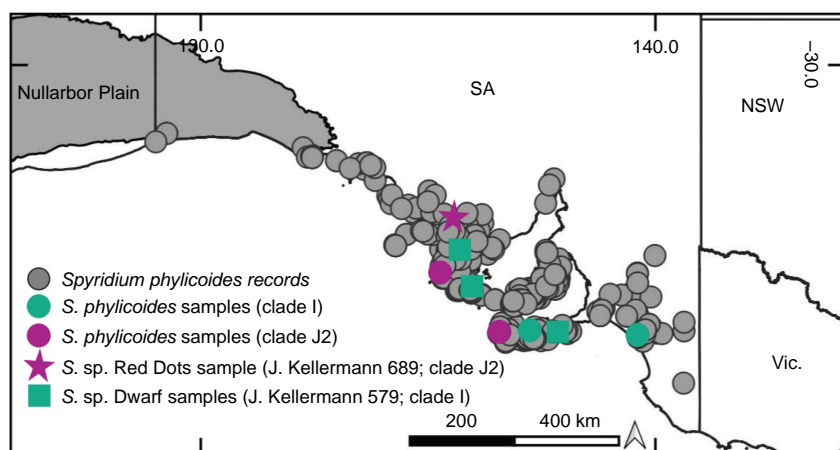 130.0
140.0
–30.0
Nullarbor Plain
SA
NSW
Spyridium phylicoides records
S. phylicoides samples (clade I)
S. phylicoides samples (clade J2)
S. sp. Red Dots sample (J. Kellermann 689; clade J2)
S. sp. Dwarf samples (J. Kellermann 579; clade I)
Vic.
200
400 km